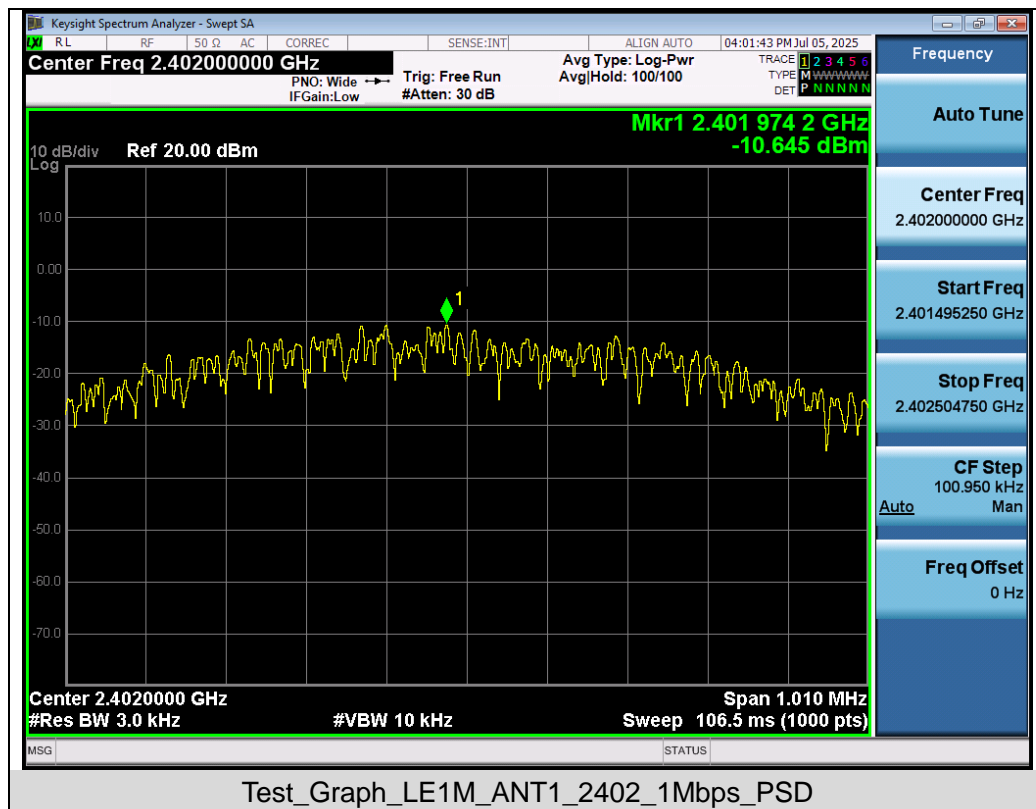 Keysight Spectrum Analyzer - Swept SA
LXI RL RF 50 Ω AC CORREC SENSE:INT ALIGN AUTO 04:01:43 PM Jul 05, 2025
Center Freq 2.402000000 GHz
PNO: Wide
IFGain:Low
Trig: Free Run
#Atten: 30 dB
Avg Type: Log-Pwr
Avg|Hold: 100/100
TRACE 1 2 3 4 5 6
TYPE M WWWWW
DET P N N N N N
Mkr1 2.401 974 2 GHz
-10.645 dBm
10 dB/div Ref 20.00 dBm
Log
10.0
0.00
1
-10.0
-20.0
-30.0
-40.0
-50.0
-60.0
-70.0
Center 2.4020000 GHz Span 1.010 MHz
#Res BW 3.0 kHz #VBW 10 kHz Sweep 106.5 ms (1000 pts)
MSG STATUS
Frequency
Auto Tune
Center Freq
2.402000000 GHz
Start Freq
2.401495250 GHz
Stop Freq
2.402504750 GHz
CF Step
100.950 kHz
Auto Man
Freq Offset
0 Hz
Test_Graph_LE1M_ANT1_2402_1Mbps_PSD